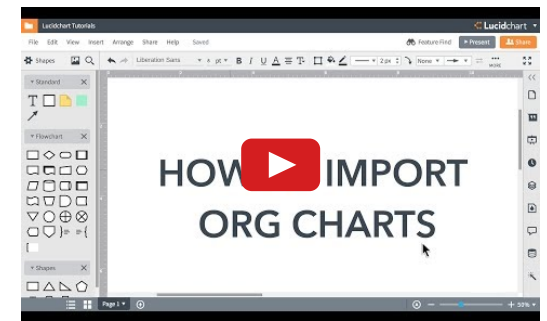 Lucidchart Tutorials
Lucidchart
File Edit View Insert Arrange Share Help Saved
Feature Find
Present
Share
Shapes
Liberation Sans
pt
B I U A T
2 px
None
MORE
Standard
T
Flowchart
HOW IMPORT
ORG CHARTS
Shapes
Page 1
50%